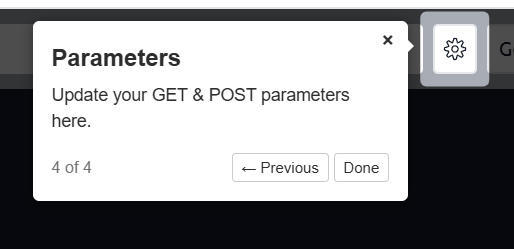 ×
Parameters
Update your GET & POST parameters
here.
4 of 4
← Previous
Done